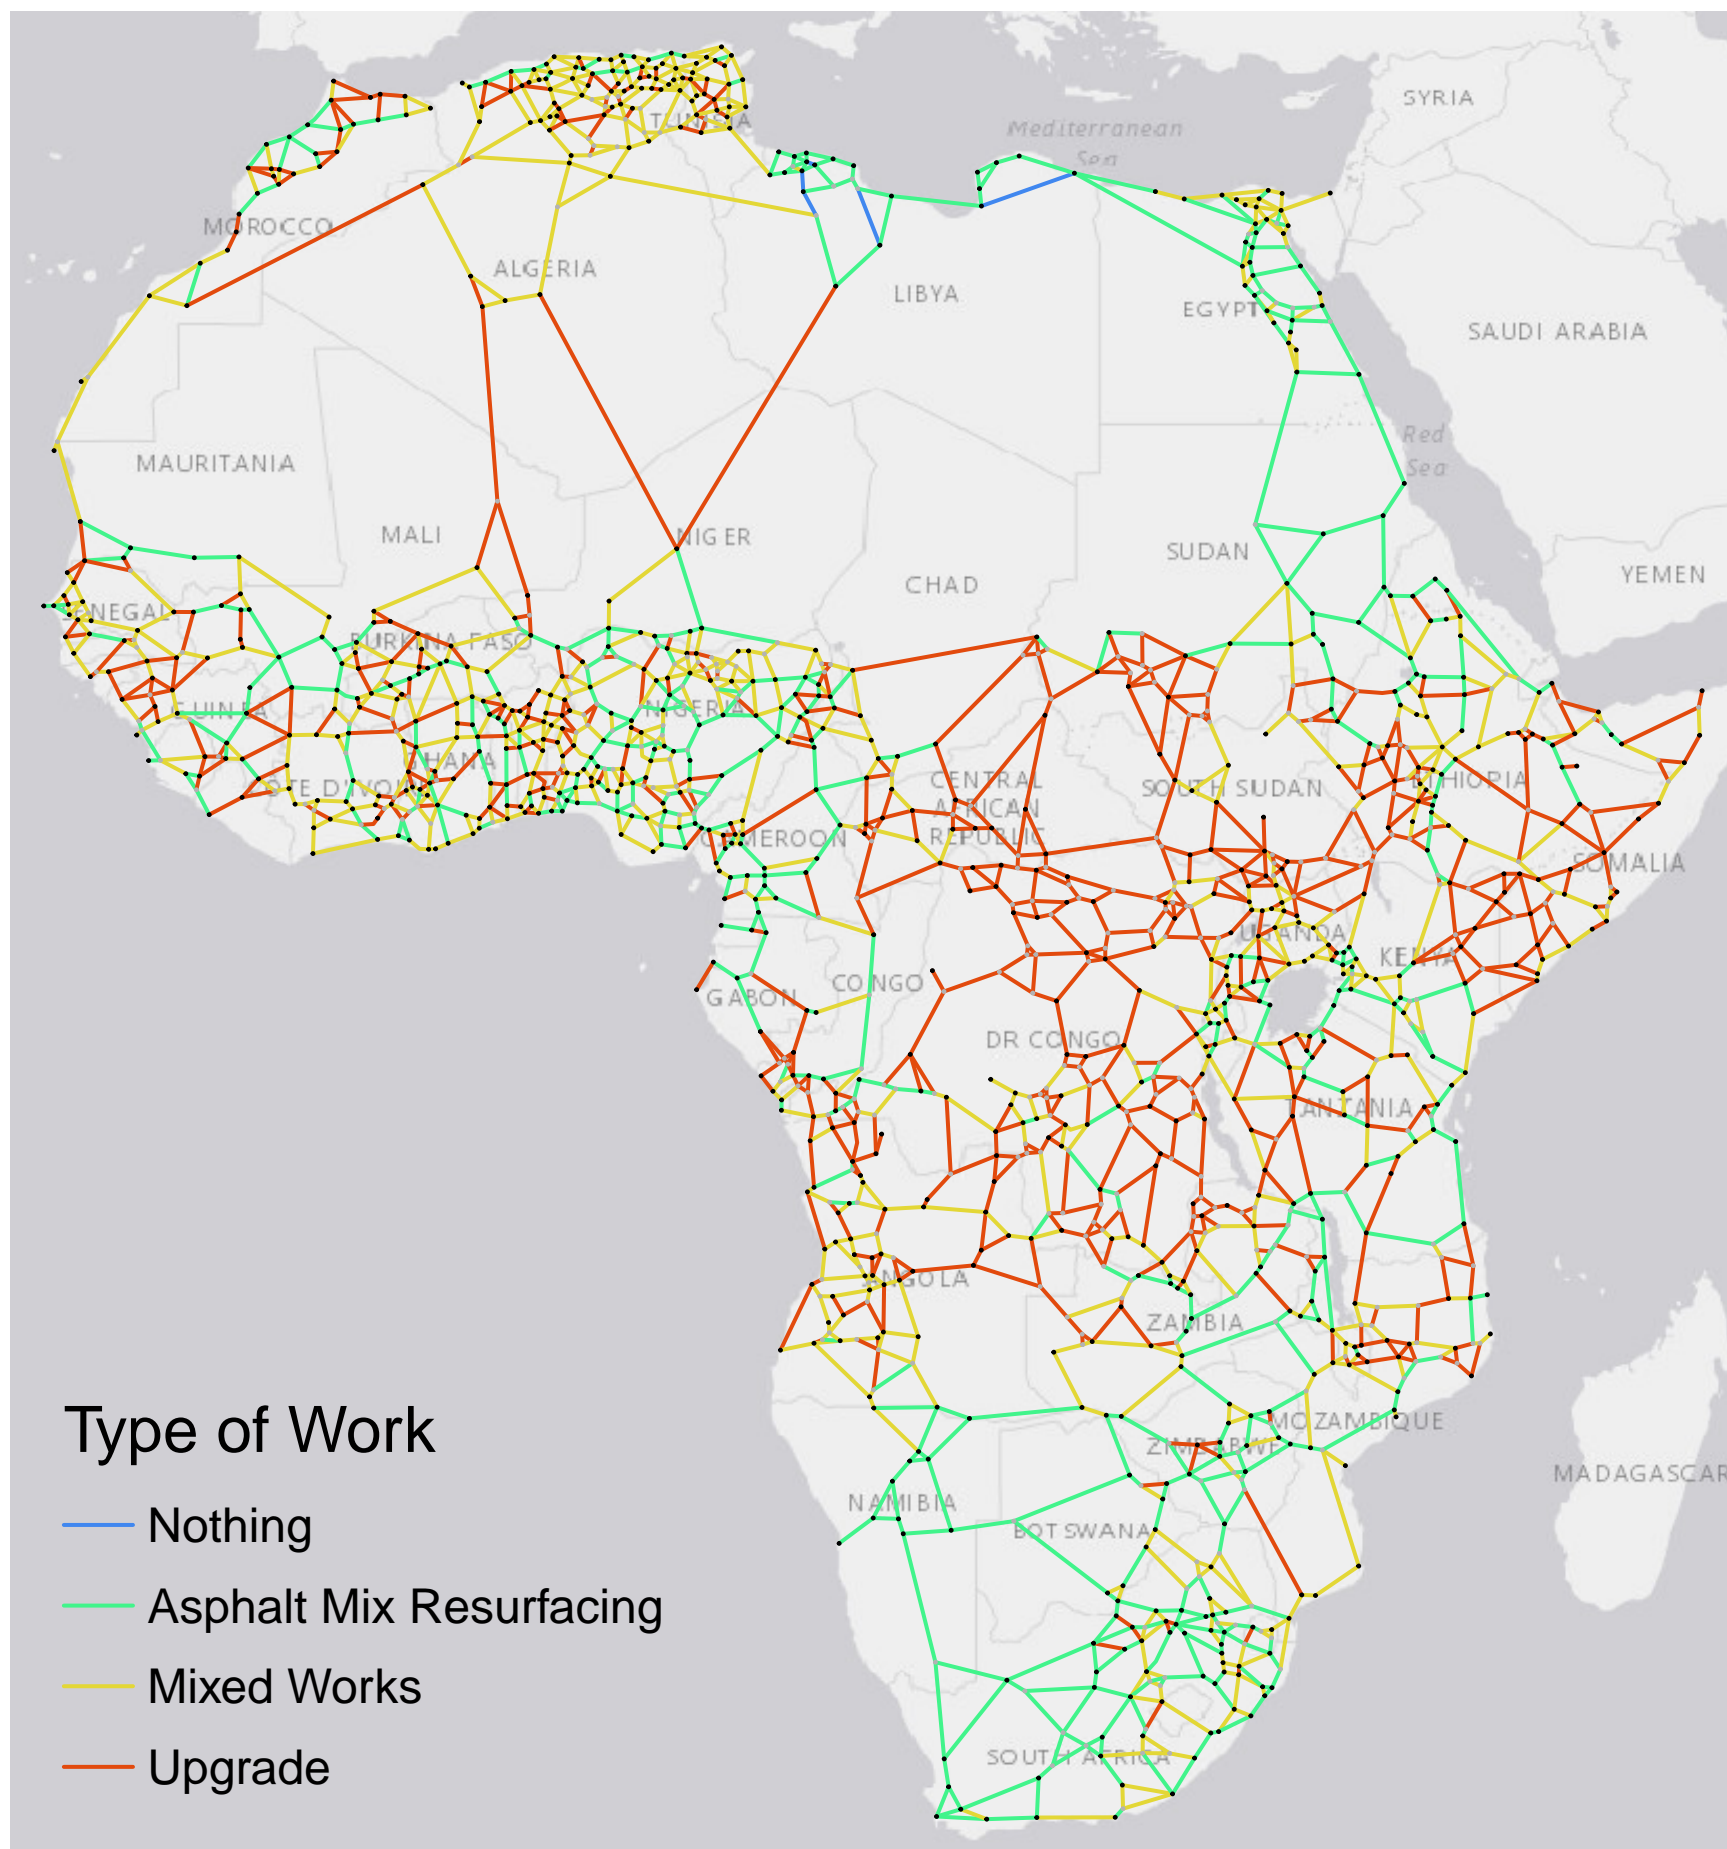 SYRIA
Mediterranean
Sea
TUNISIA
MOROCCO
ALGERIA
LIBYA
EGYPT
SAUDI ARABIA
Red
Sea
MAURITANIA
MALI
NIGER
SUDAN
YEMEN
CHAD
SENEGAL
BURKINA FASO
GUINEA
NIGERIA
GHANA
CÔTE D'IVOIRE
CENTRAL
AFRICAN
REPUBLIC
SOUTH SUDAN
ETHIOPIA
CAMEROON
SOMALIA
UGANDA
KENYA
GABON
CONGO
DR CONGO
TANZANIA
ANGOLA
ZAMBIA
MOZAMBIQUE
ZIMBABWE
MADAGASCAR
NAMIBIA
BOTSWANA
SOUTH AFRICA
Type of Work
Nothing
Asphalt Mix Resurfacing
Mixed Works
Upgrade